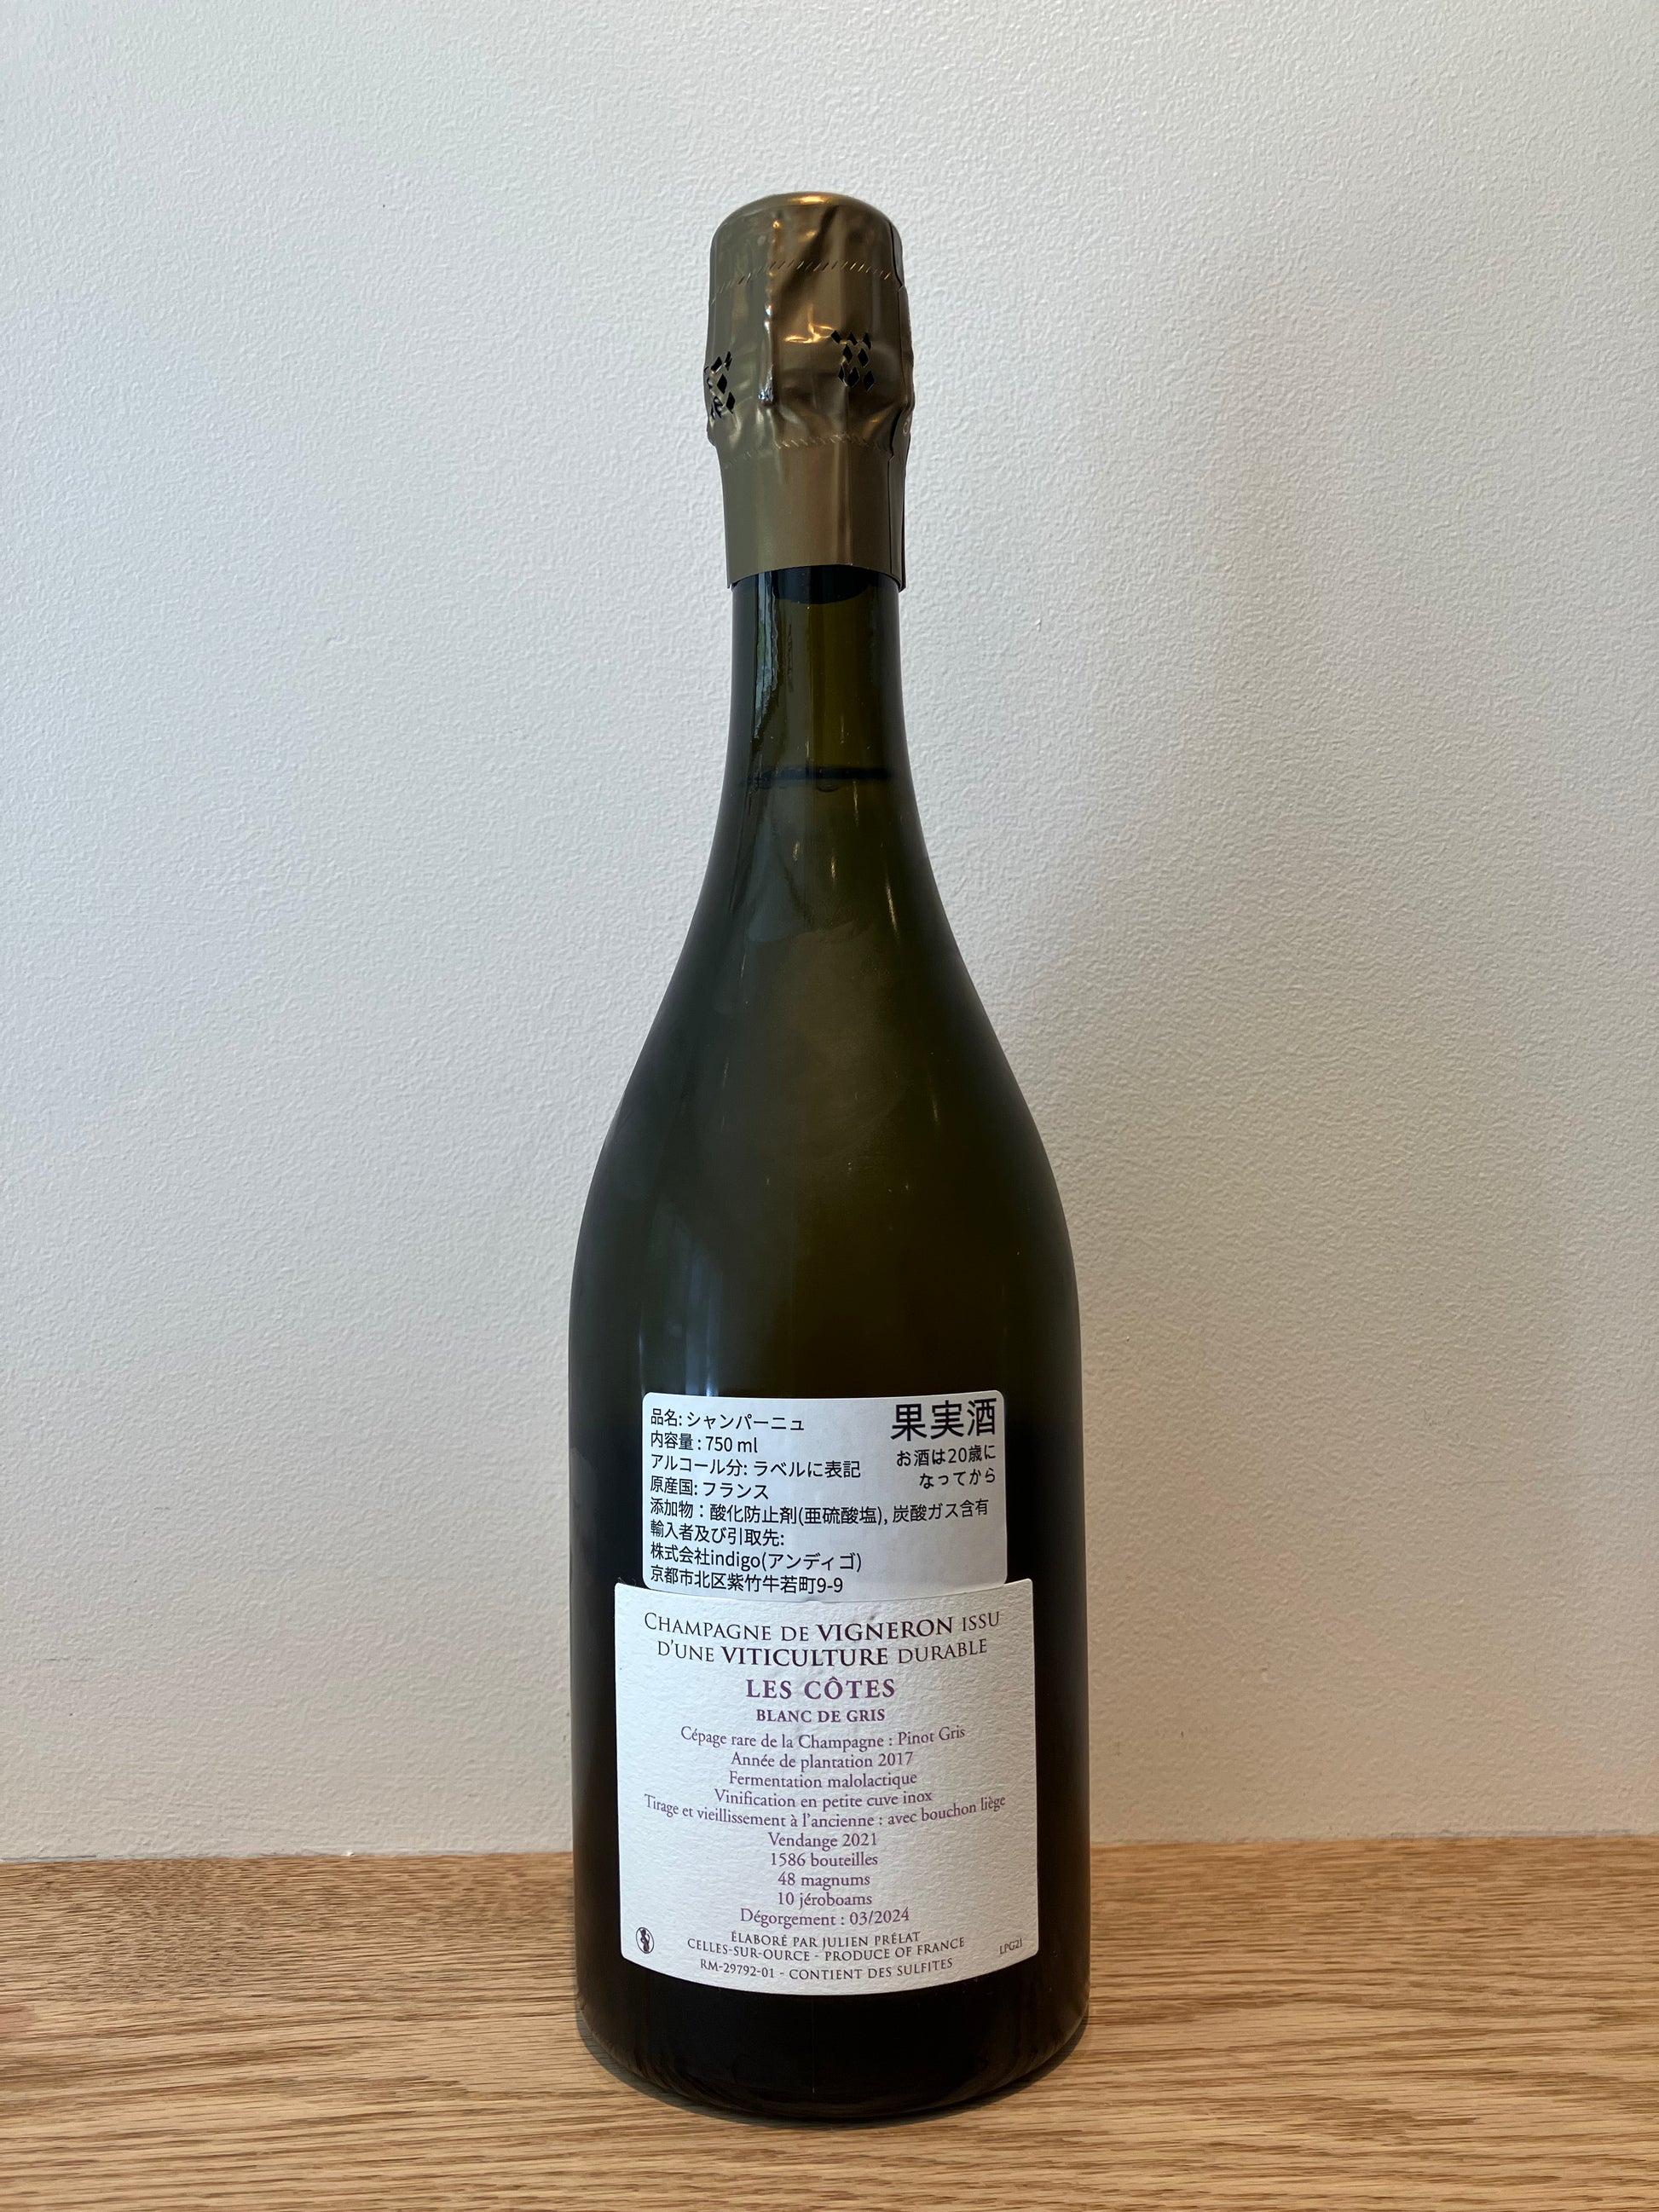 品名: シャンパーニュ
内容量 : 750 ml
アルコール分: ラベルに表記
原産国: フランス
果実酒
お酒は20歳に
なってから
添加物：酸化防止剤(亜硫酸塩), 炭酸ガス含有
輸入者及び引取先:
株式会社indigo(アンディゴ)
京都市北区紫竹牛若町9-9
CHAMPAGNE DE VIGNERON ISSU
D'UNE VITICULTURE DURABLE
LES CÔTES
BLANC DE GRIS
Cépage rare de la Champagne : Pinot Gris
Année de plantation 2017
Fermentation malolactique
Vinification en petite cuve inox
Tirage et vieillissement à l'ancienne : avec bouchon liège
Vendange 2021
1586 bouteilles
48 magnums
10 jéroboams
Dégorgement : 03/2024
ÉLABORÉ PAR JULIEN PRÉLAT
CELLES-SUR-OURCE - PRODUCE OF FRANCE
RM-29792-01 - CONTIENT DES SULFITES
LPG21